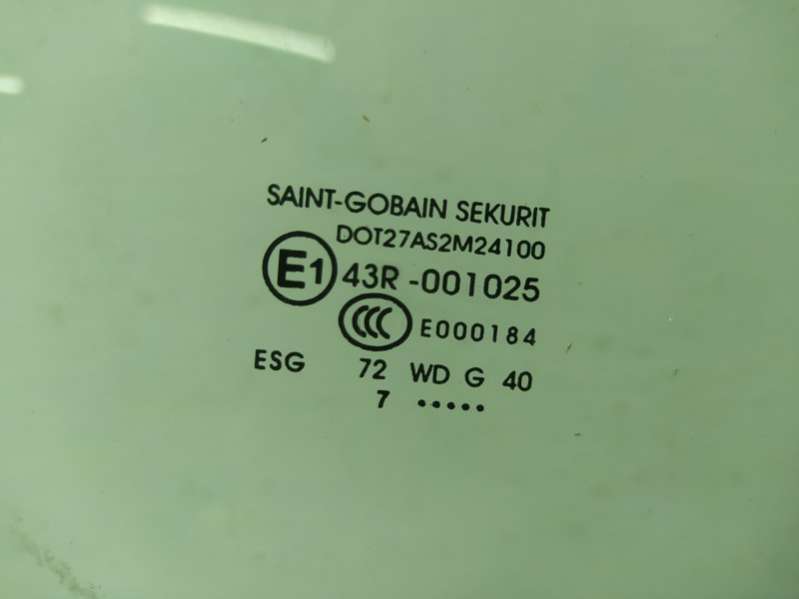 SAINT-GOBAIN SEKURIT
DOT27AS2M24100
E1 43R -001025
CCC E000184
ESG 72 WD G 40
7 •••••